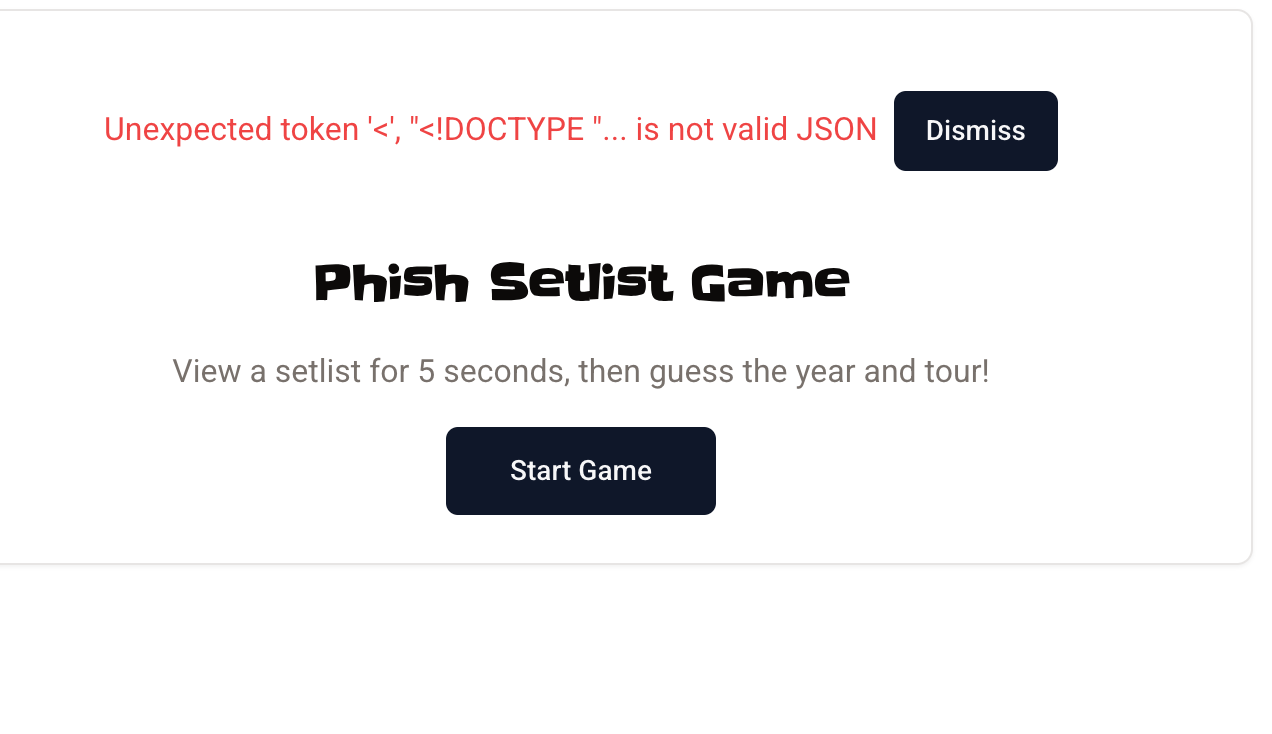 Unexpected token '<', "<!DOCTYPE "... is not valid JSON Dismiss
Phish Setlist Game
View a setlist for 5 seconds, then guess the year and tour!
Start Game